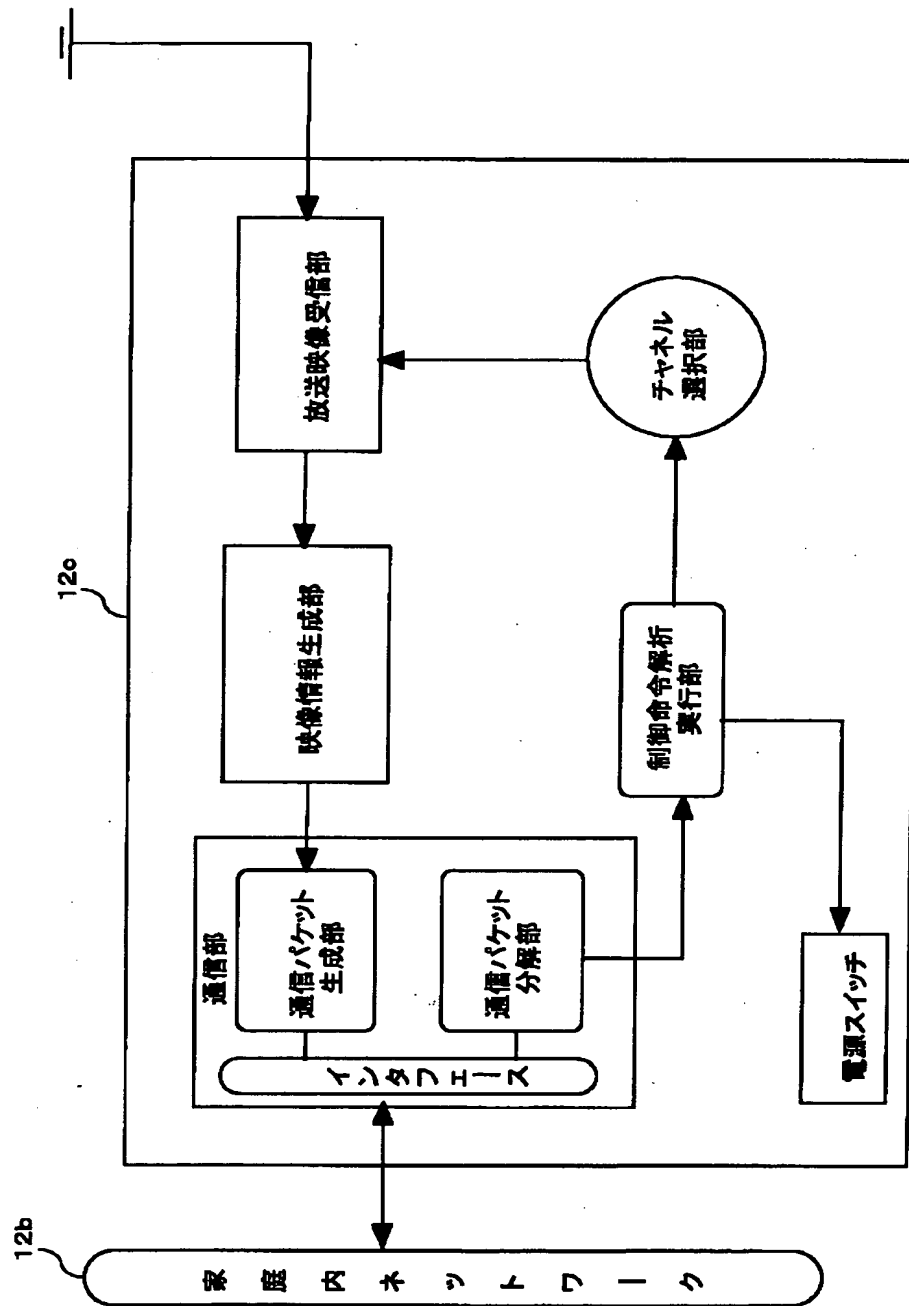 12b
家庭内ネットワーク
12c
通信部
インタフェース
通信パケット
生成部
通信パケット
分解部
映像情報生成部
放送映像受信部
制御命令解析
実行部
チャネル
選択部
電源スイッチ